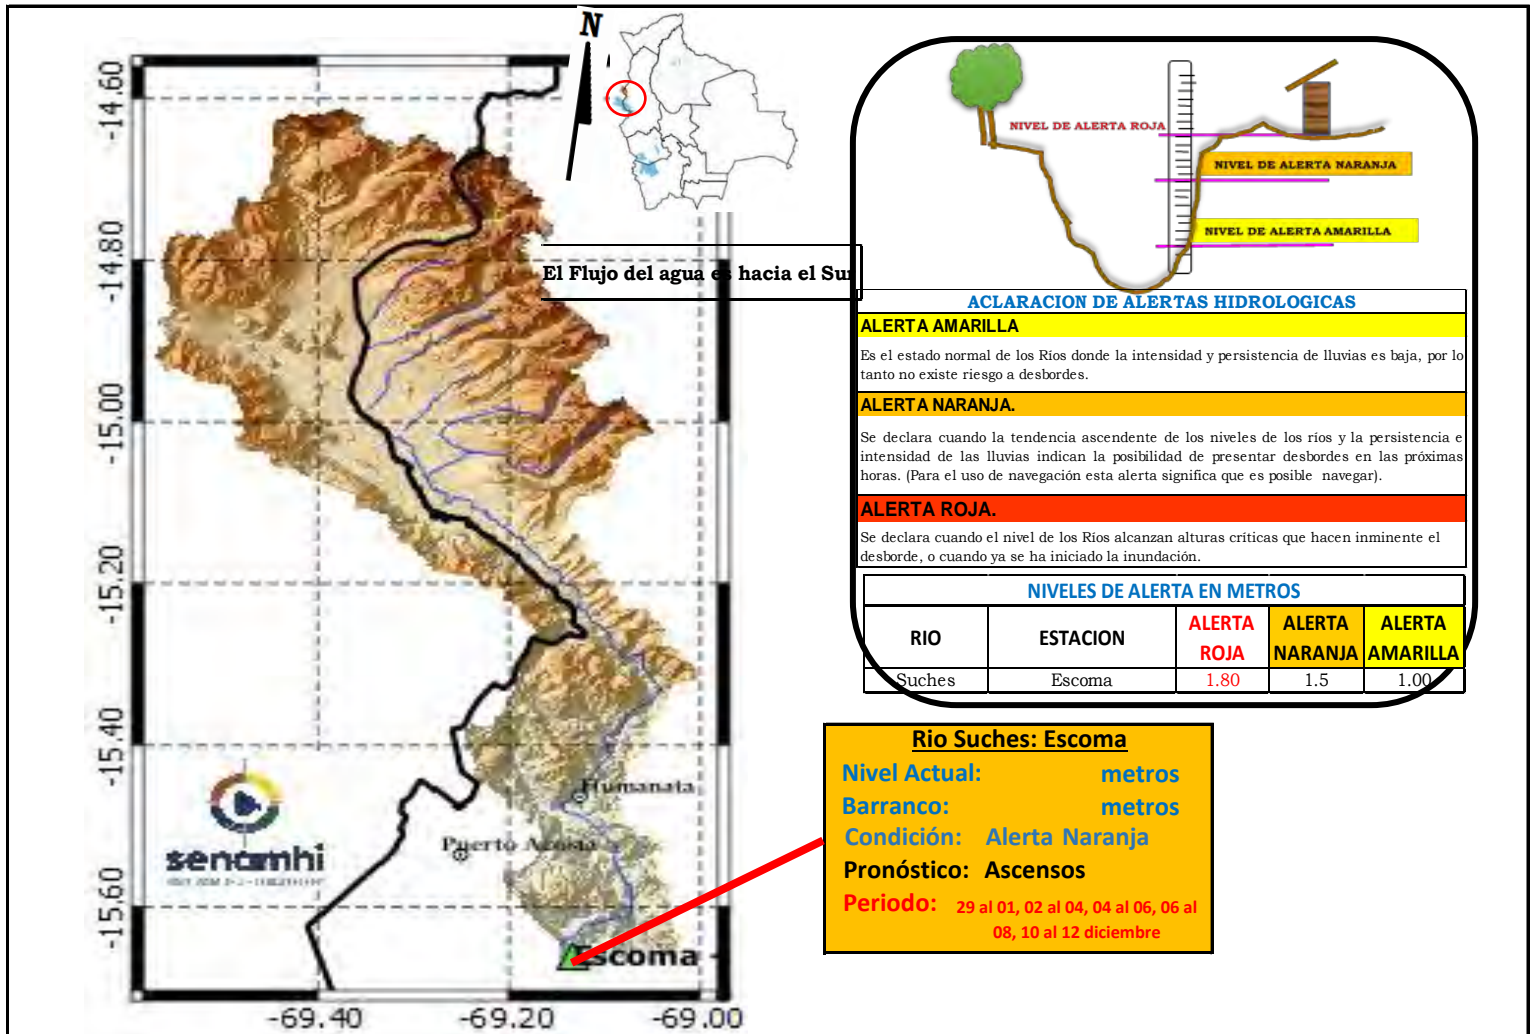 N
-14.60
-14.80
-15.00
-15.20
-15.40
-15.60
-69.40
-69.20
-69.00
El Flujo del agua es hacia el Sur
Humanata
Puerto Acosta
Escoma
senamhi
NIVEL DE ALERTA ROJA
NIVEL DE ALERTA NARANJA
NIVEL DE ALERTA AMARILLA
ACLARACION DE ALERTAS HIDROLOGICAS
ALERTA AMARILLA
Es el estado normal de los Ríos donde la intensidad y persistencia de lluvias es baja, por lo
tanto no existe riesgo a desbordes.
ALERTA NARANJA.
Se declara cuando la tendencia ascendente de los niveles de los ríos y la persistencia e
intensidad de las lluvias indican la posibilidad de presentar desbordes en las próximas
horas. (Para el uso de navegación esta alerta significa que es posible navegar).
ALERTA ROJA.
Se declara cuando el nivel de los Ríos alcanzan alturas críticas que hacen inminente el
desborde, o cuando ya se ha iniciado la inundación.
NIVELES DE ALERTA EN METROS
RIO ESTACION ALERTA ROJA ALERTA NARANJA ALERTA AMARILLA
Suches Escoma 1.80 1.5 1.00
Rio Suches: Escoma
Nivel Actual: metros
Barranco: metros
Condición: Alerta Naranja
Pronóstico: Ascensos
Periodo: 29 al 01, 02 al 04, 04 al 06, 06 al
08, 10 al 12 diciembre